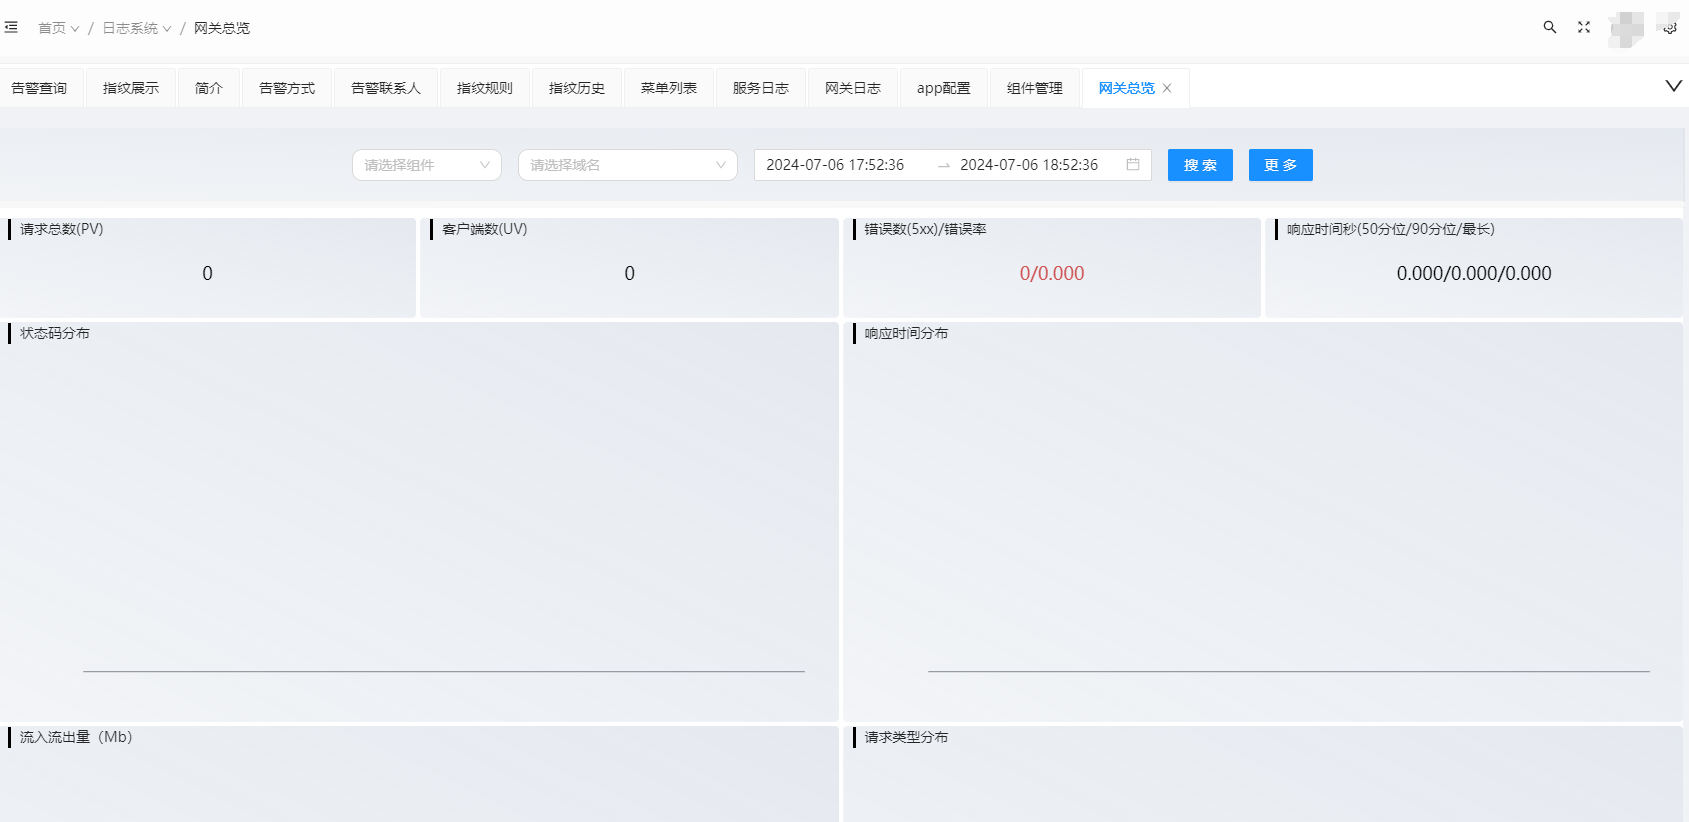 首页 / 日志系统 / 网关总览
告警查询 指纹展示 简介 告警方式 告警联系人 指纹规则 指纹历史 菜单列表 服务日志 网关日志 app配置 组件管理 网关总览
请选择组件 请选择域名 2024-07-06 17:52:36 → 2024-07-06 18:52:36 搜 索 更 多
请求总数(PV) 客户端数(UV) 错误数(5xx)/错误率 响应时间秒(50分位/90分位/最长)
0 0 0/0.000 0.000/0.000/0.000
状态码分布 响应时间分布
流入流出量（Mb） 请求类型分布